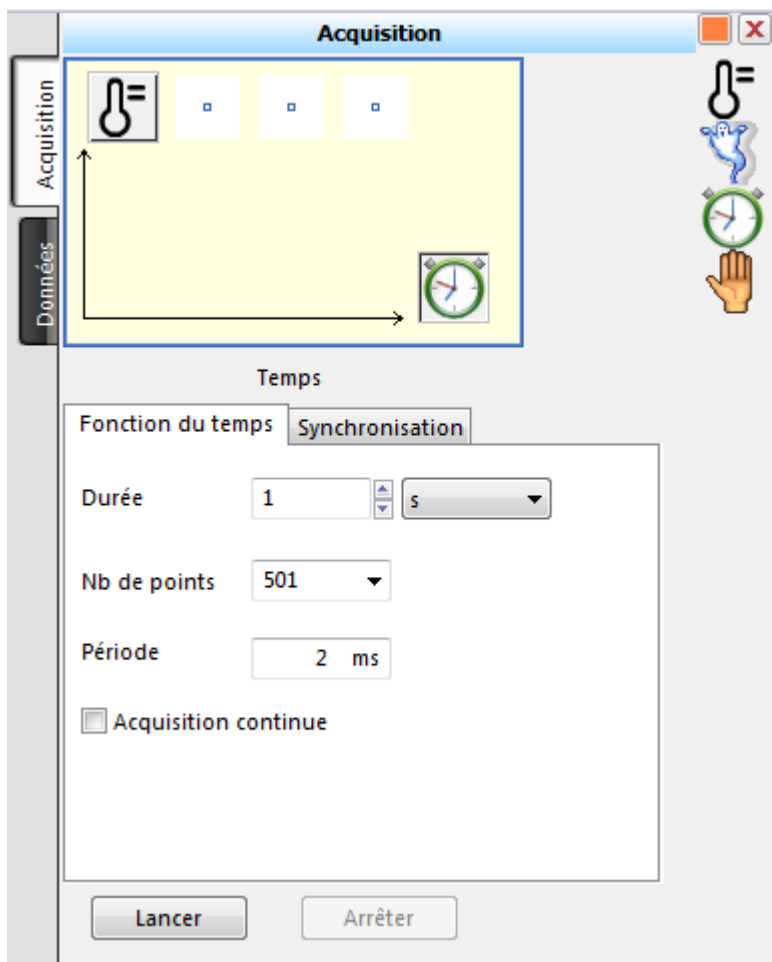 Acquisition
Acquisition
Données
Temps
Fonction du temps
Synchronisation
Durée 1 s
Nb de points 501
Période 2 ms
Acquisition continue
Lancer Arrêter